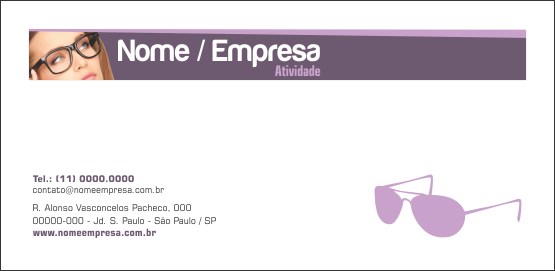 Nome / Empresa
Atividade
Tel.: (11) 0000.0000
contato@nomeempresa.com.br
R. Alonso Vasconcelos Pacheco, 000
00000-000 - Jd. S. Paulo - São Paulo / SP
www.nomeempresa.com.br